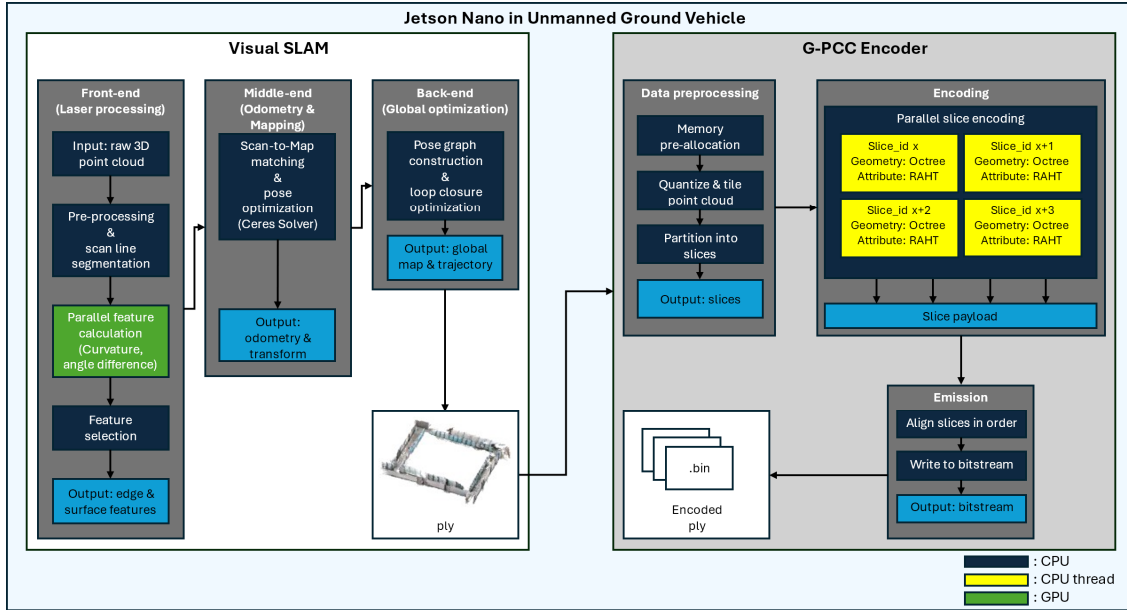 Jetson Nano in Unmanned Ground Vehicle
Visual SLAM
Front-end
(Laser processing)
Input: raw 3D
point cloud
Pre-processing
&
scan line
segmentation
Parallel feature
calculation
(Curvature,
angle difference)
Feature
selection
Output: edge &
surface features
Middle-end
(Odometry &
Mapping)
Scan-to-Map
matching
&
pose
optimization
(Ceres Solver)
Output:
odometry &
transform
Back-end
(Global optimization)
Pose graph
construction
&
loop closure
optimization
Output: global
map & trajectory
ply
G-PCC Encoder
Data preprocessing
Memory
pre-allocation
Quantize & tile
point cloud
Partition into
slices
Output: slices
Encoding
Parallel slice encoding
Slice_id x
Geometry: Octree
Attribute: RAHT
Slice_id x+1
Geometry: Octree
Attribute: RAHT
Slice_id x+2
Geometry: Octree
Attribute: RAHT
Slice_id x+3
Geometry: Octree
Attribute: RAHT
Slice payload
Emission
Align slices in order
Write to bitstream
Output: bitstream
.bin
Encoded
ply
: CPU
: CPU thread
: GPU